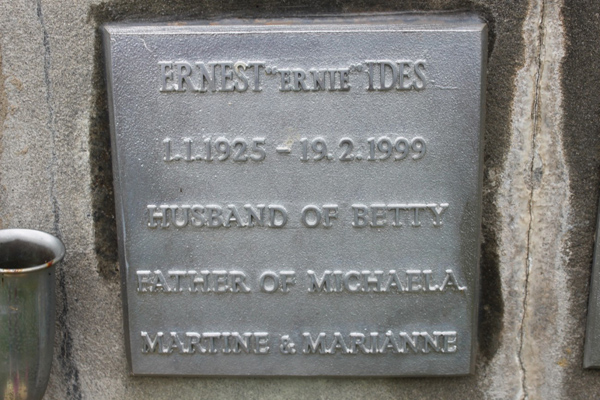 ERNEST "ERNIE" IDES
1.1.1925 - 19.2.1999
HUSBAND OF BETTY
FATHER OF MICHAELA.
MARTINE & MARIANNE